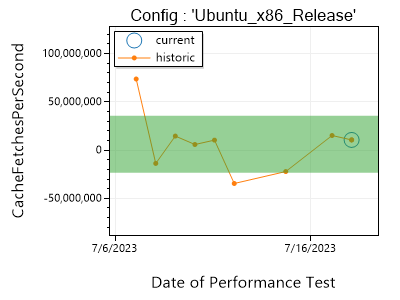 Config : 'Ubuntu_x86_Release'
current
historic
CacheFetchesPerSecond
100,000,000
50,000,000
0
-50,000,000
7/6/2023
7/16/2023
Date of Performance Test